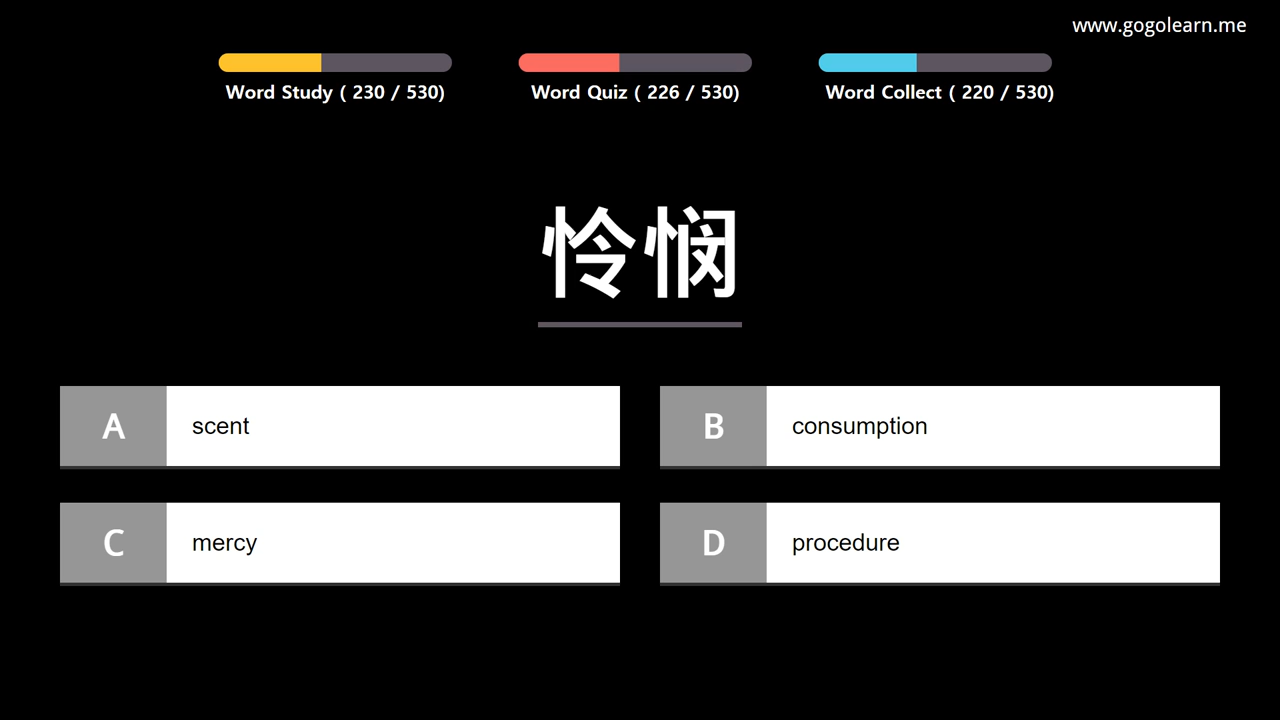 www.gogolearn.me
Word Study ( 230 / 530)
Word Quiz ( 226 / 530)
Word Collect ( 220 / 530)
怜悯
A scent
B consumption
C mercy
D procedure